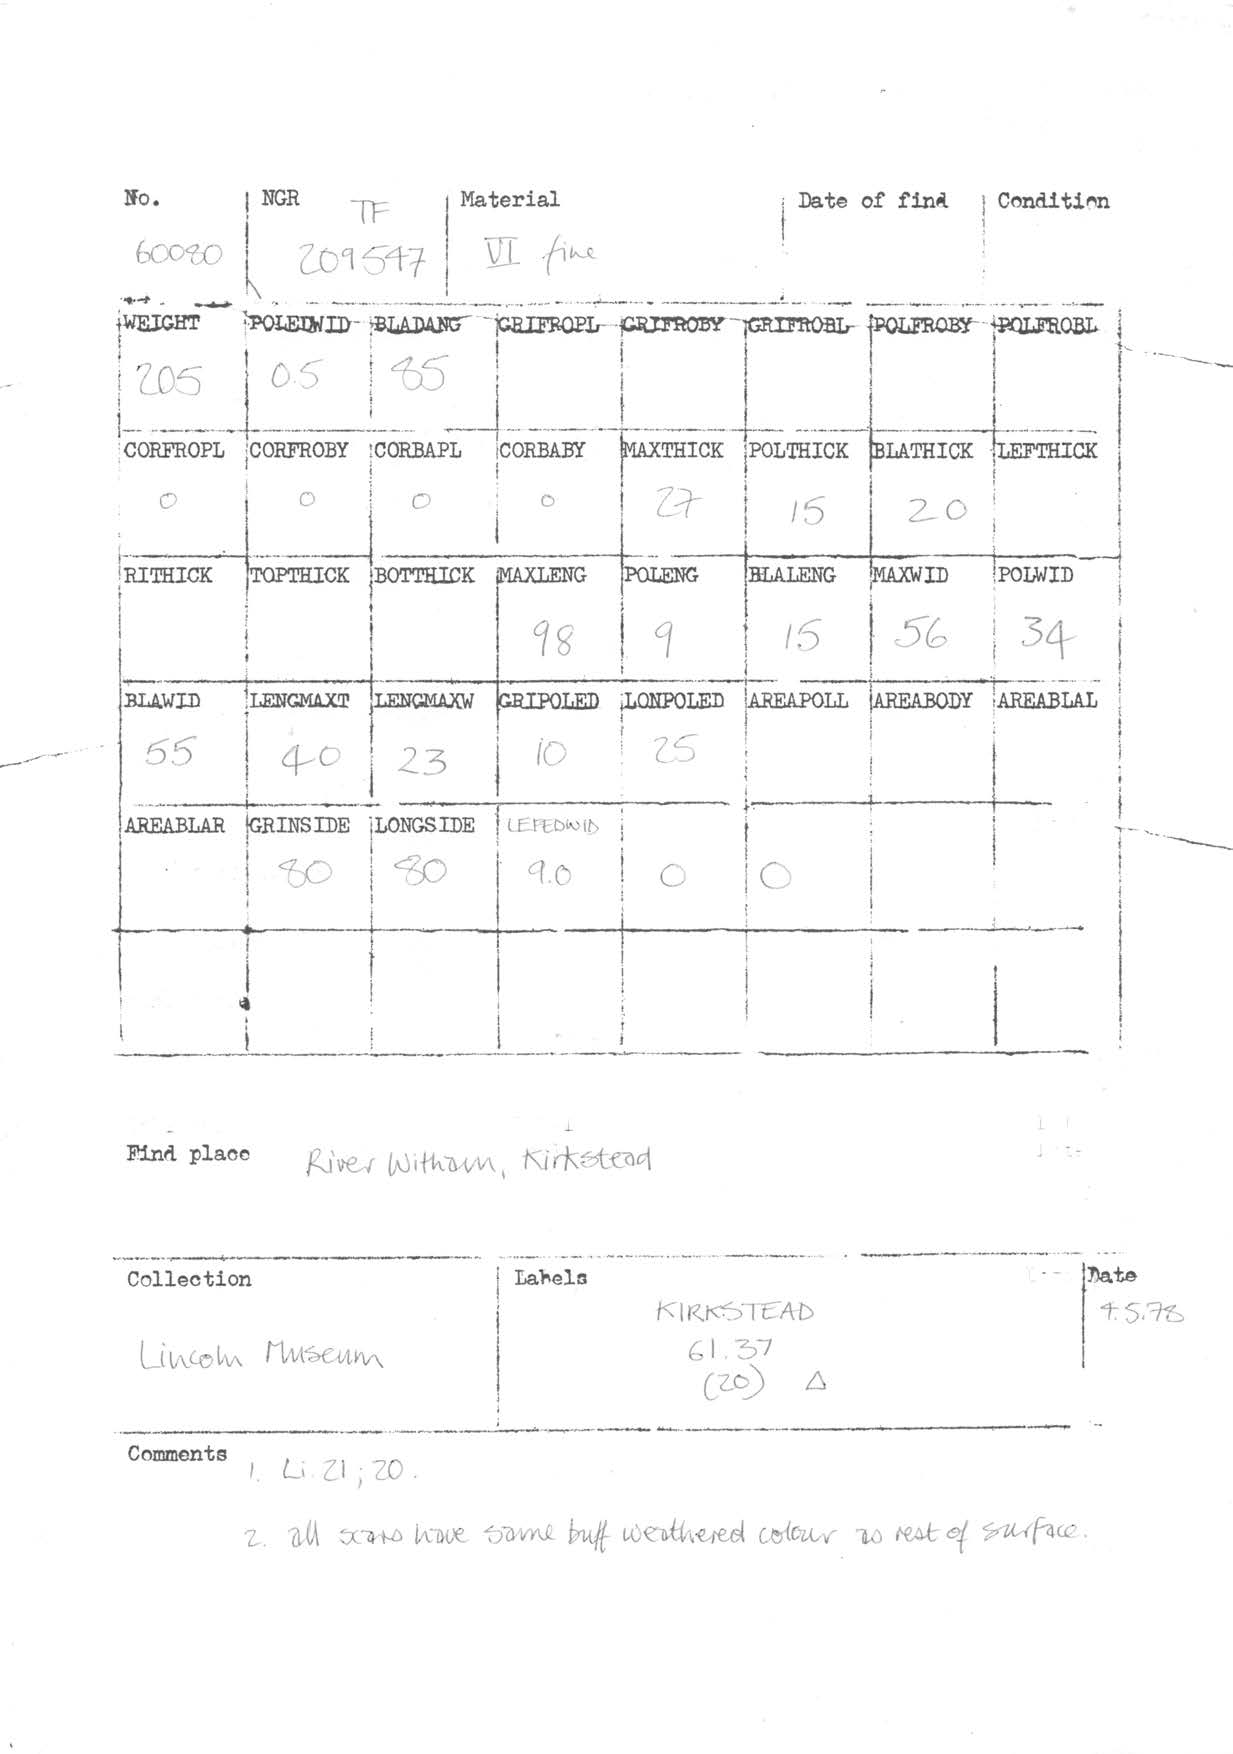 No. NGR TF Material Date of find Condition
60080 209547 VI fine
WEIGHT POLEDWID BLADANG GRIFROPL GRIFROBY GRIFROBL POLFROBY POLFROBL
205 0.5 85
CORFROPL CORFROBY CORBAPL CORBABY MAXTHICK POLTHICK BLATHICK LEFTHICK
0 0 0 0 27 15 20
RITHICK TOPTHICK BOTTHICK MAXLENG POLENG BLALENG MAXWID POLWID
98 9 15 56 34
BLAWID LENGMAXT LENGMAXW GRIPOLED LONPOLED AREAPOLL AREABODY AREABLAL
55 40 23 10 25
AREABLAR GRINSIDE LONGSIDE LEFEDWID
80 80 9.0 0 0
Find place River Witham, Kirkstead
Collection Labels Date
KIRKSTEAD 4.5.78
Lincoln Museum 61.37
(20) Δ
Comments 1. Li. 21; 20.
2. all scars have same buff weathered colour as rest of surface.